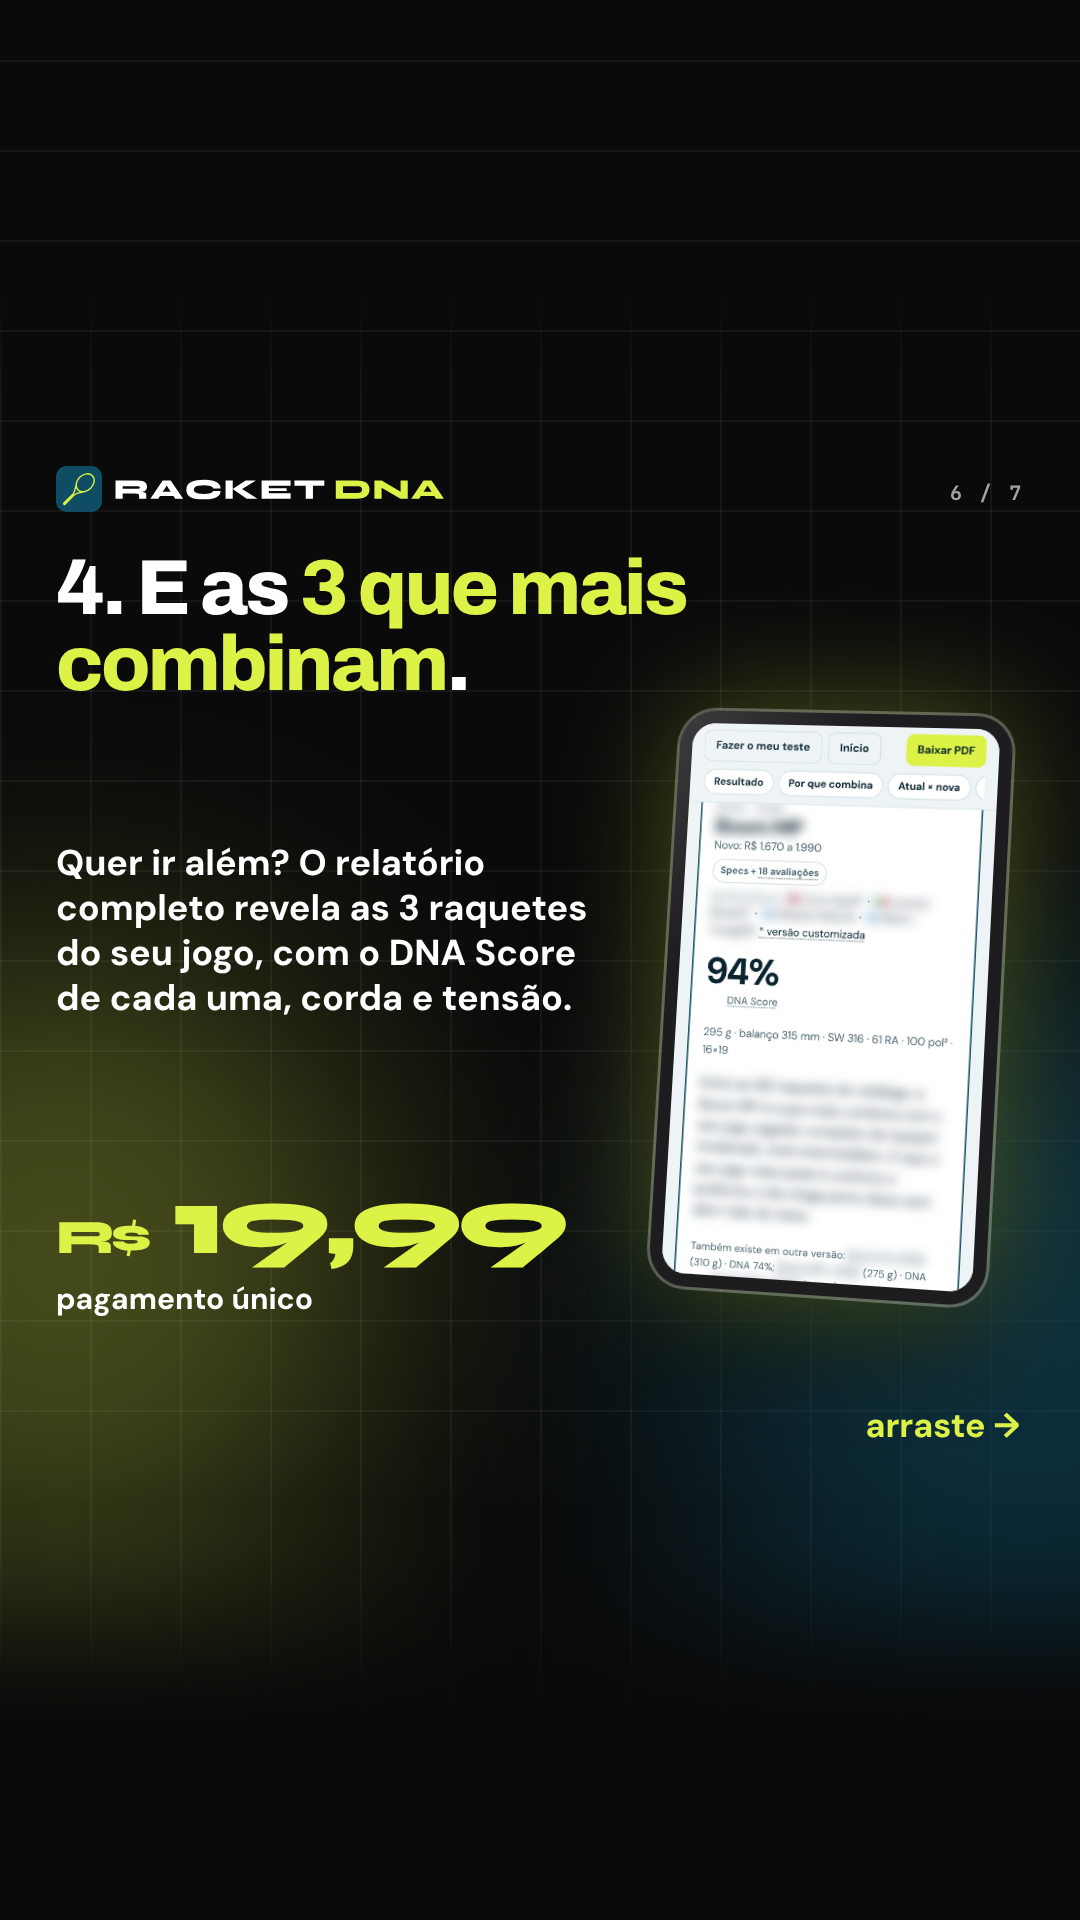 RACKET DNA
6 / 7
4. E as 3 que mais
combinam.
Quer ir além? O relatório
completo revela as 3 raquetes
do seu jogo, com o DNA Score
de cada uma, corda e tensão.
R$ 19,99
pagamento único
Fazer o meu teste
Início
Baixar PDF
Resultado
Por que combina
Atual × nova
Novo: R$ 1.670 a 1.990
Specs + 18 avaliações
* versão customizada
94%
DNA Score
295 g · balanço 315 mm · SW 316 · 61 RA · 100 pol² ·
16×19
Também existe em outra versão:
(310 g) · DNA 74%; (275 g) · DNA
arraste →